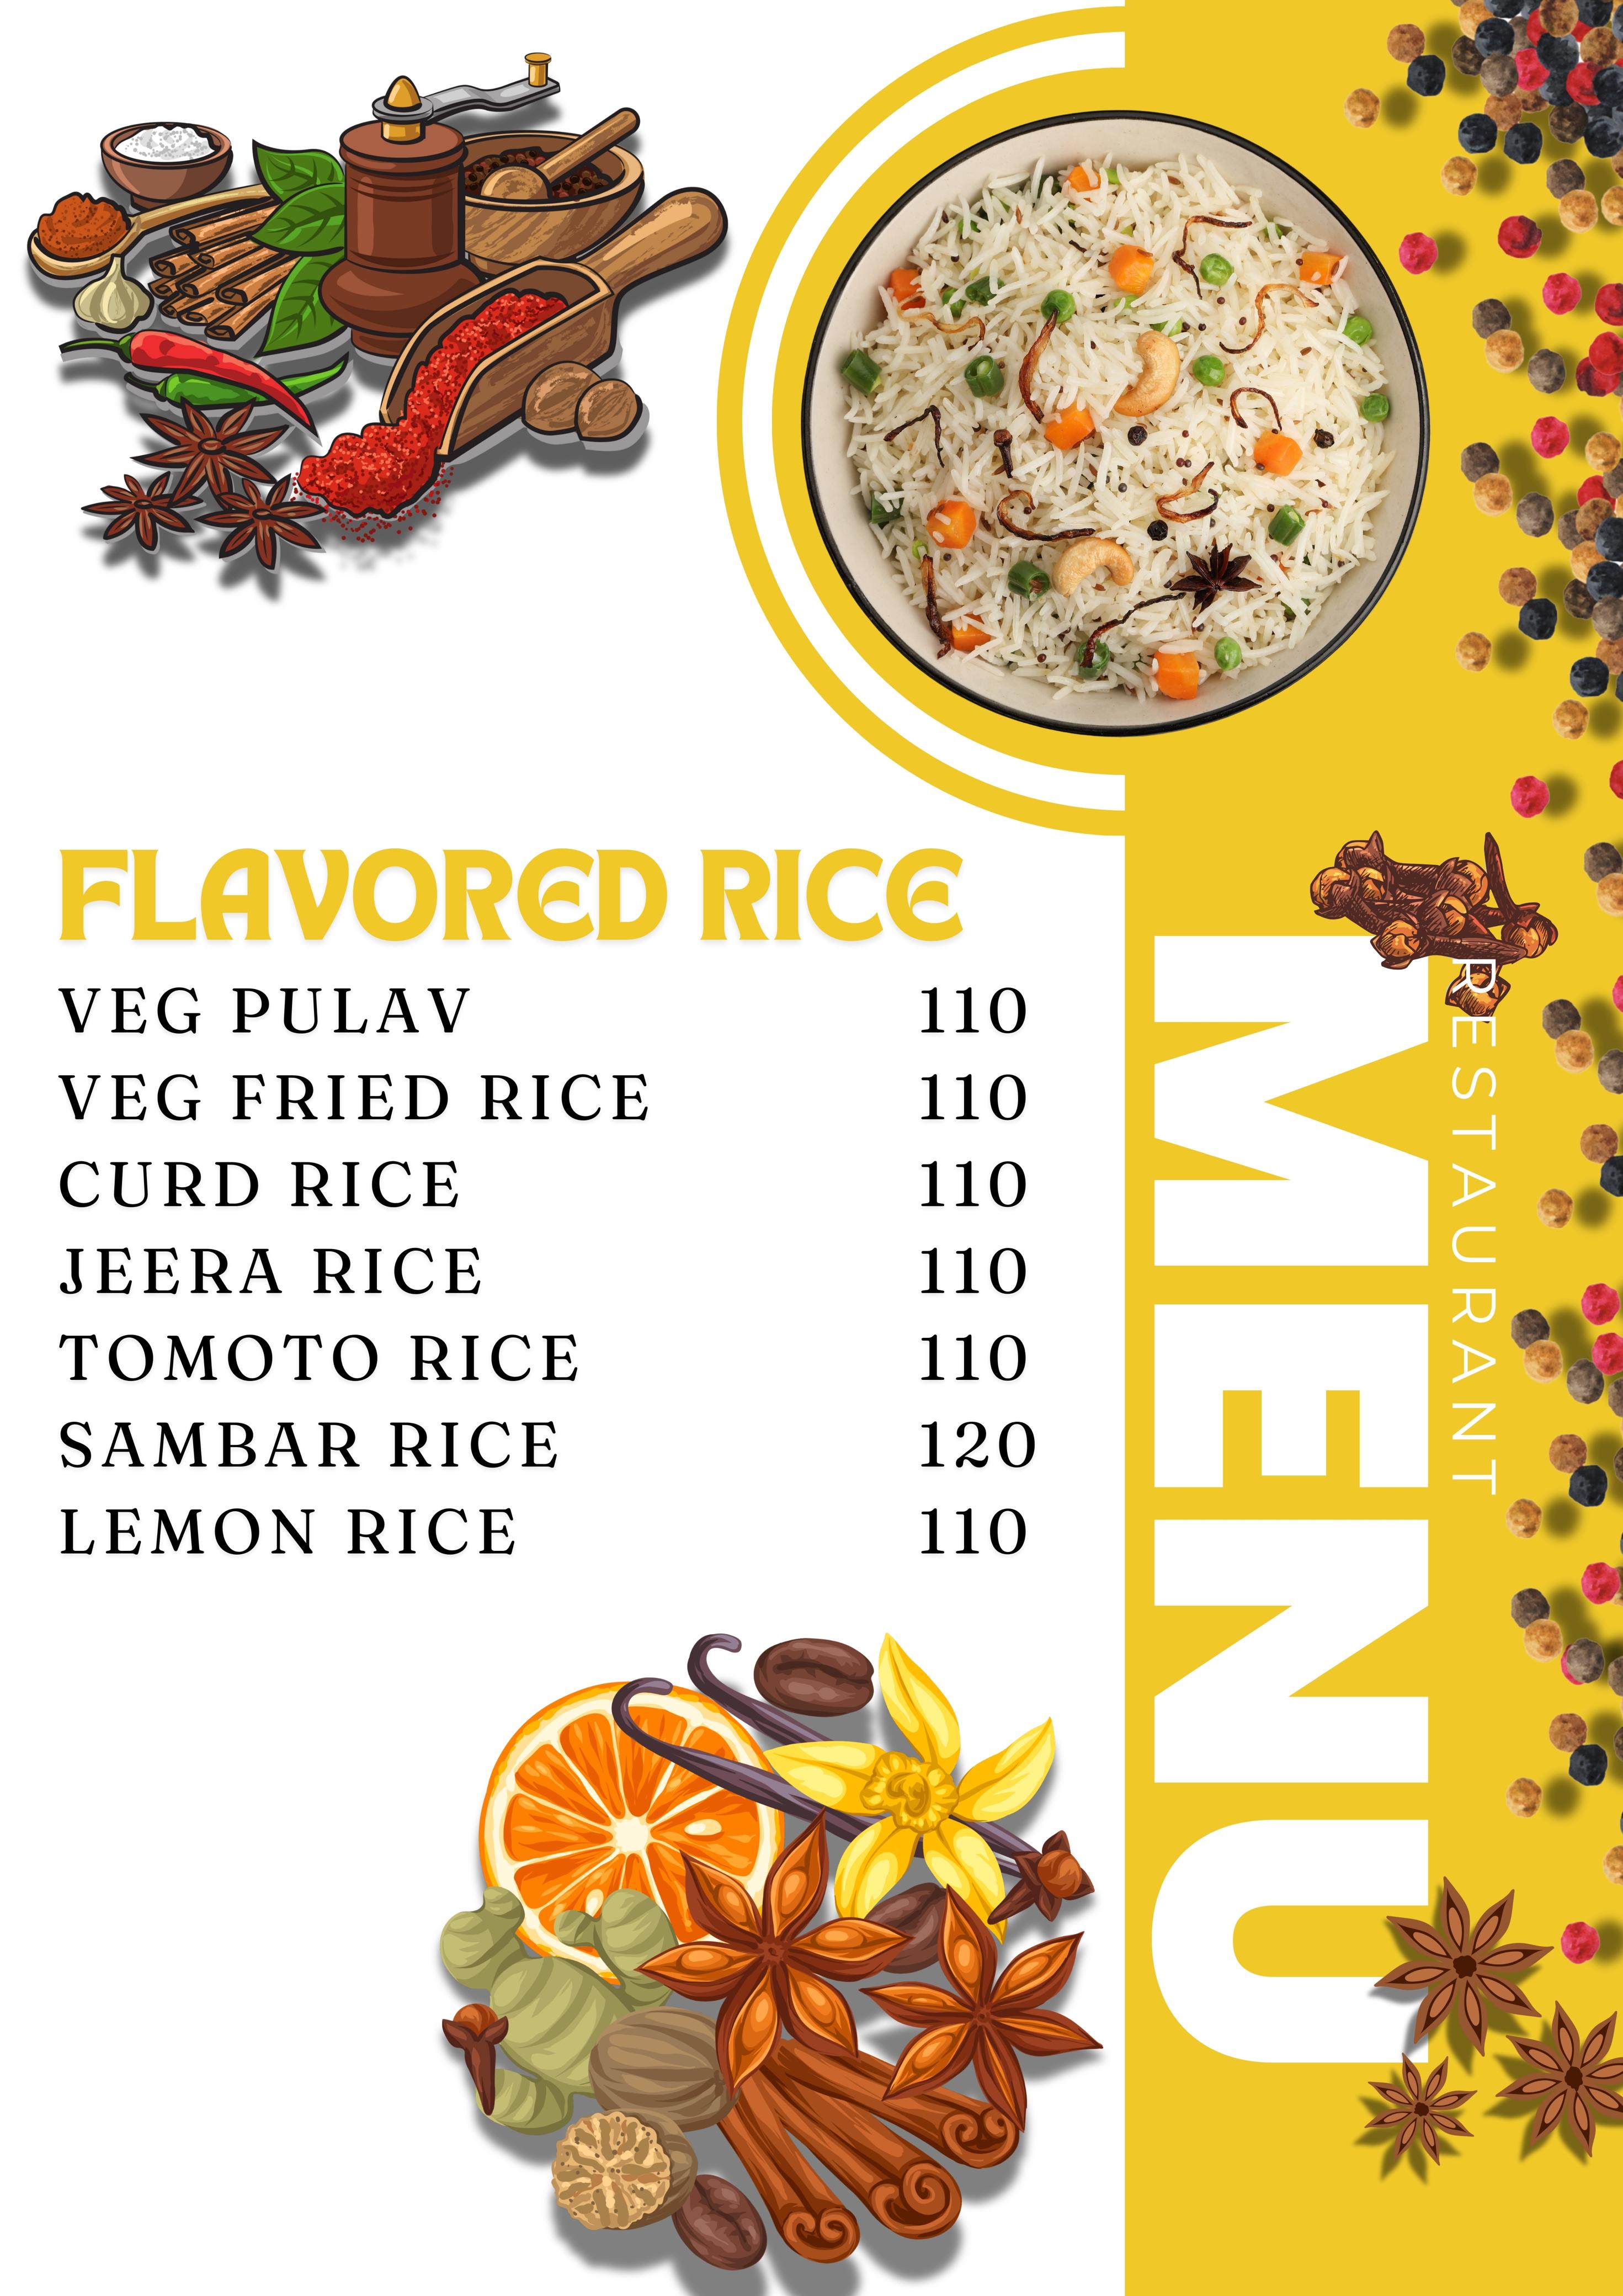 FLAVORED RICE
VEG PULAV 110
VEG FRIED RICE 110
CURD RICE 110
JEERA RICE 110
TOMOTO RICE 110
SAMBAR RICE 120
LEMON RICE 110
RESTAURANT
MENU